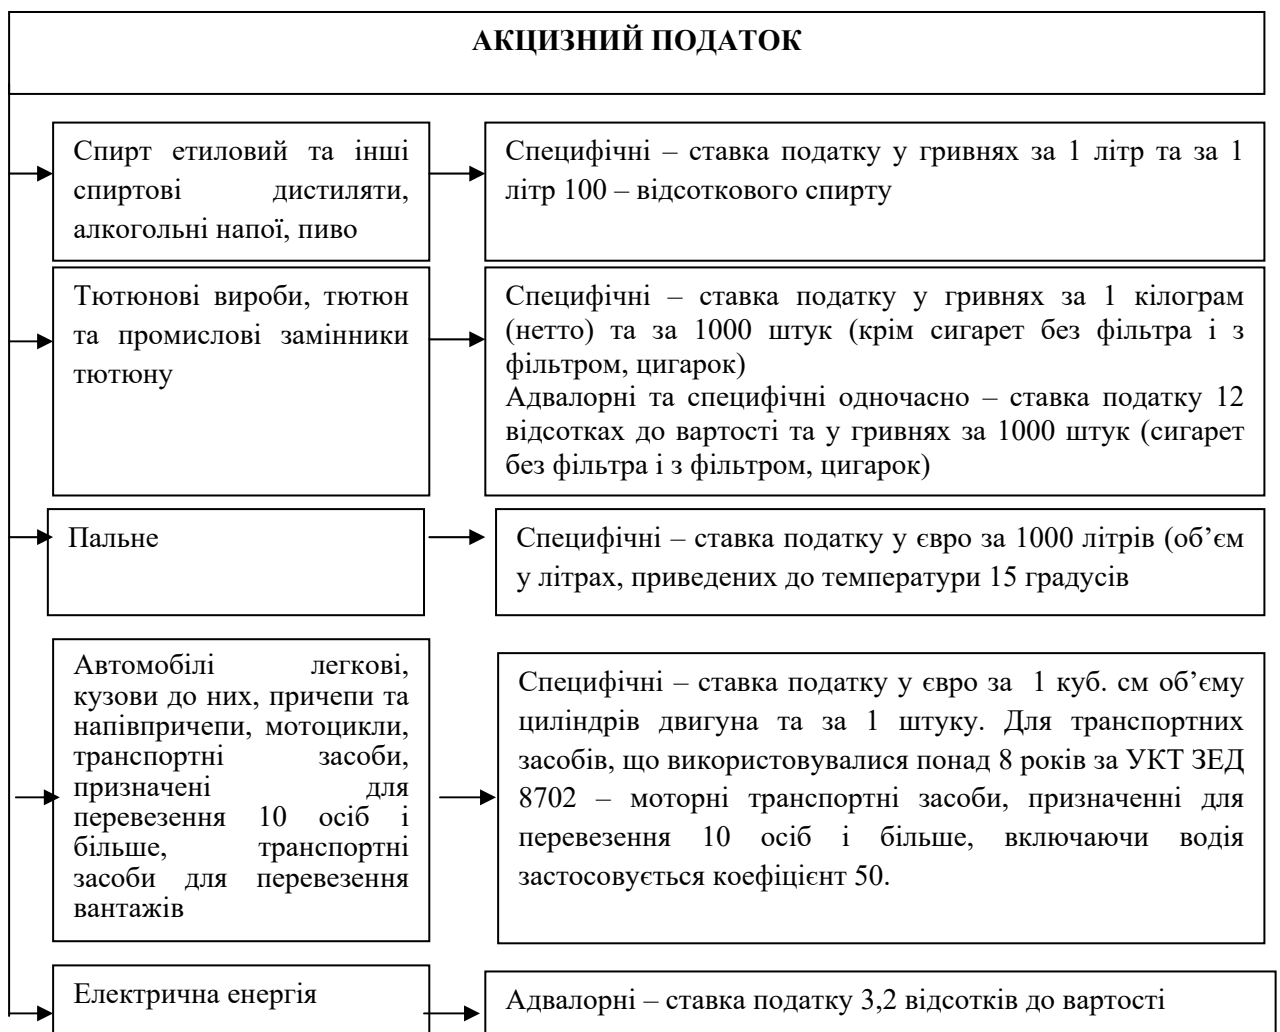 АКЦИЗНИЙ ПОДАТОК
Спирт етиловий та інші
спиртові дистиляти,
алкогольні напої, пиво
Специфічні – ставка податку у гривнях за 1 літр та за 1
літр 100 – відсоткового спирту
Тютюнові вироби, тютюн
та промислові замінники
тютюну
Специфічні – ставка податку у гривнях за 1 кілограм
(нетто) та за 1000 штук (крім сигарет без фільтра і з
фільтром, цигарок)
Адвалорні та специфічні одночасно – ставка податку 12
відсотках до вартості та у гривнях за 1000 штук (сигарет
без фільтра і з фільтром, цигарок)
Пальне
Специфічні – ставка податку у євро за 1000 літрів (об’єм
у літрах, приведених до температури 15 градусів
Автомобілі легкові,
кузови до них, причепи та
напівпричепи, мотоцикли,
транспортні засоби,
призначені для
перевезення 10 осіб і
більше, транспортні
засоби для перевезення
вантажів
Специфічні – ставка податку у євро за 1 куб. см об’єму
циліндрів двигуна та за 1 штуку. Для транспортних
засобів, що використовувалися понад 8 років за УКТ ЗЕД
8702 – моторні транспортні засоби, призначенні для
перевезення 10 осіб і більше, включаючи водія
застосовується коефіцієнт 50.
Електрична енергія
Адвалорні – ставка податку 3,2 відсотків до вартості